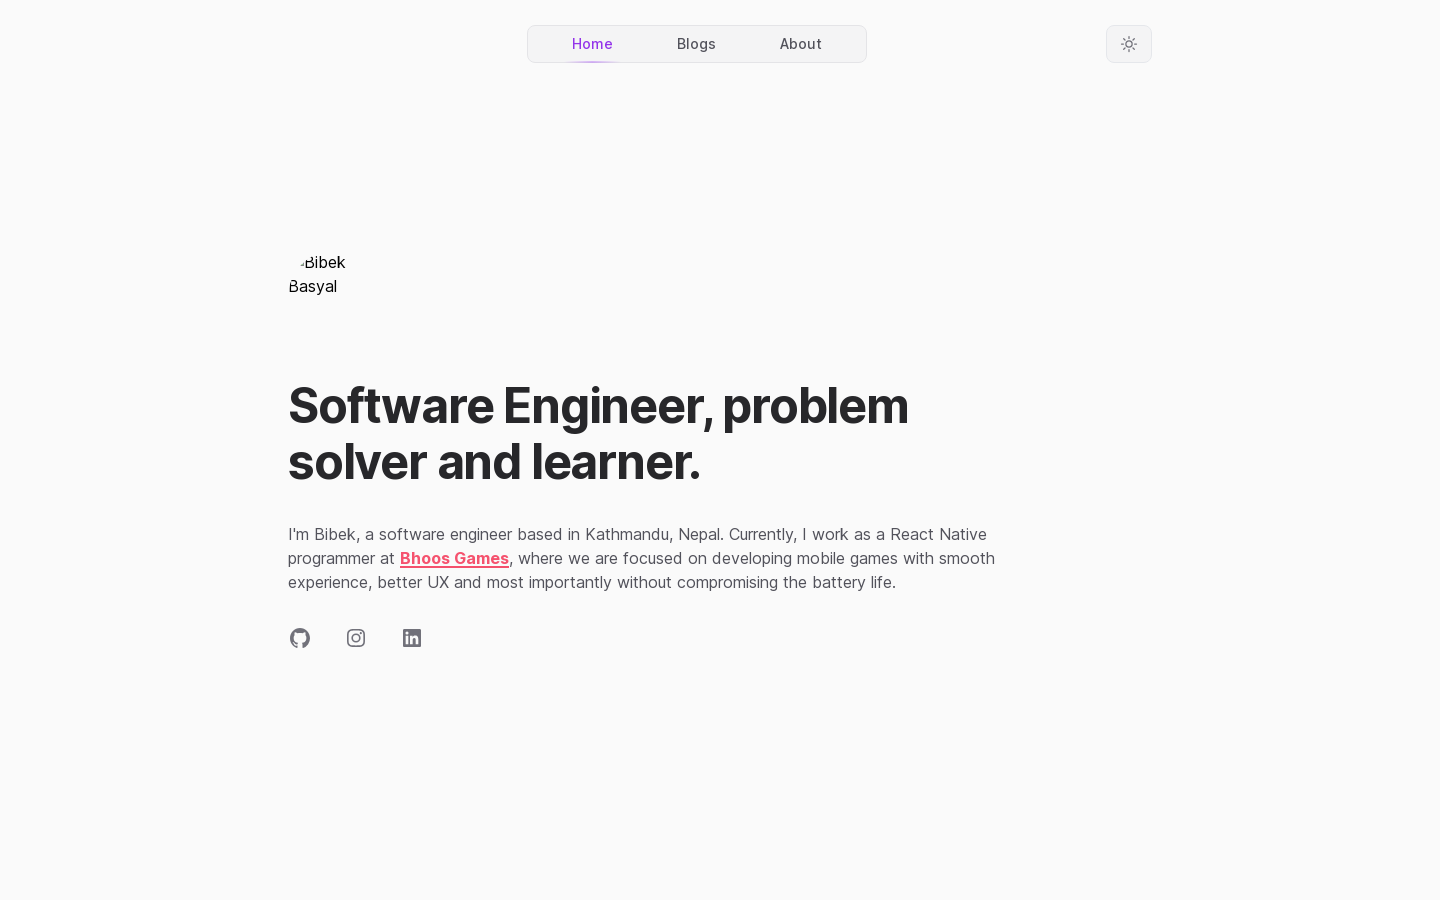 Home
Blogs
About
Bibek
Basyal
Software Engineer, problem
solver and learner.
I'm Bibek, a software engineer based in Kathmandu, Nepal. Currently, I work as a React Native
programmer at Bhoos Games, where we are focused on developing mobile games with smooth
experience, better UX and most importantly without compromising the battery life.